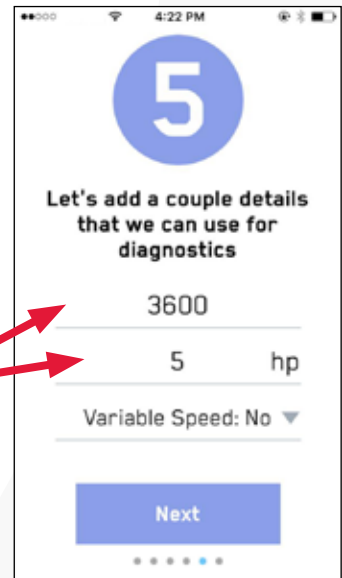 4:22 PM
5
Let's add a couple details
that we can use for
diagnostics
3600
5 hp
Variable Speed: No
Next